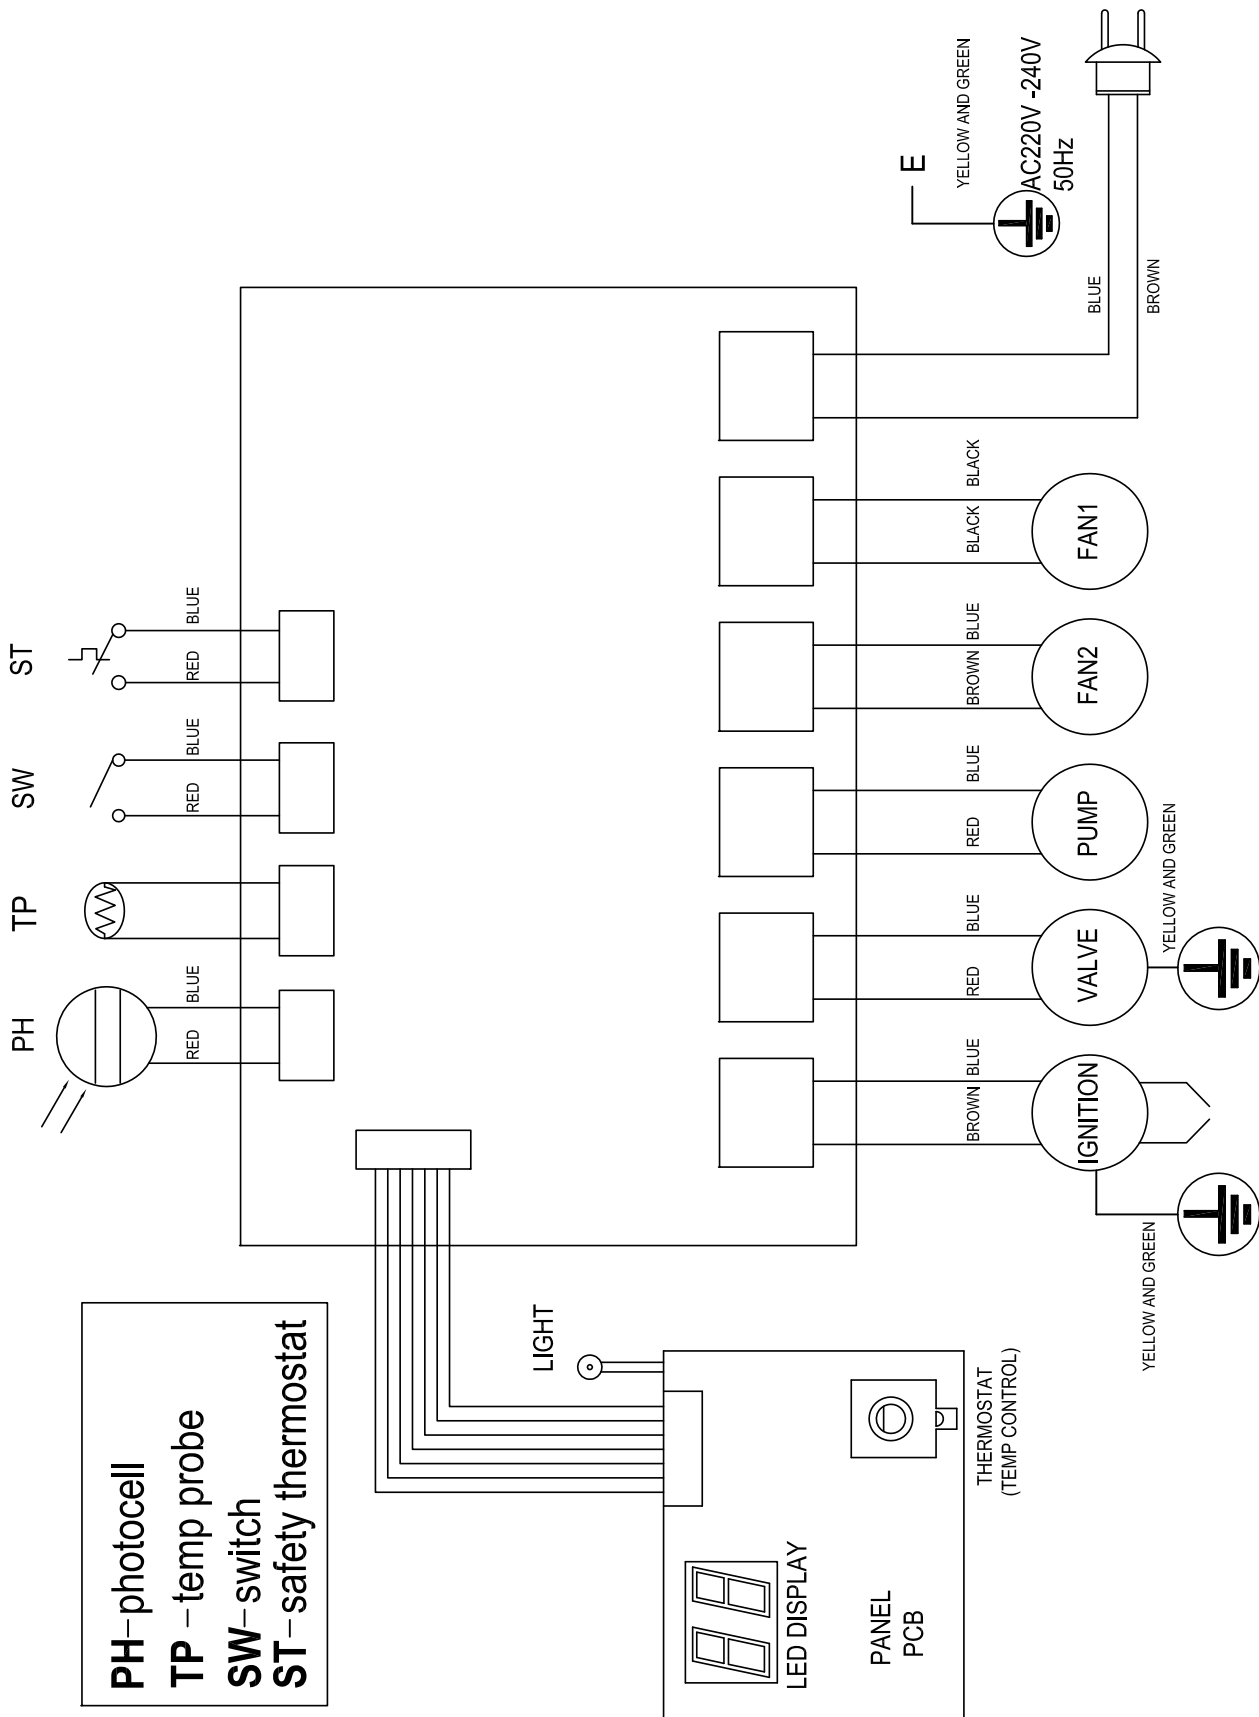 PH-photocell
TP-temp probe
SW-switch
ST-safety thermostat
PH
TP
SW
ST
RED
BLUE
RED
BLUE
RED
BLUE
LIGHT
LED DISPLAY
PANEL
PCB
THERMOSTAT
(TEMP CONTROL)
BROWN
BLUE
RED
BLUE
RED
BLUE
BROWN
BLUE
BLACK
BLACK
IGNITION
VALVE
PUMP
FAN2
FAN1
YELLOW AND GREEN
YELLOW AND GREEN
E
YELLOW AND GREEN
AC220V -240V
50Hz
BLUE
BROWN